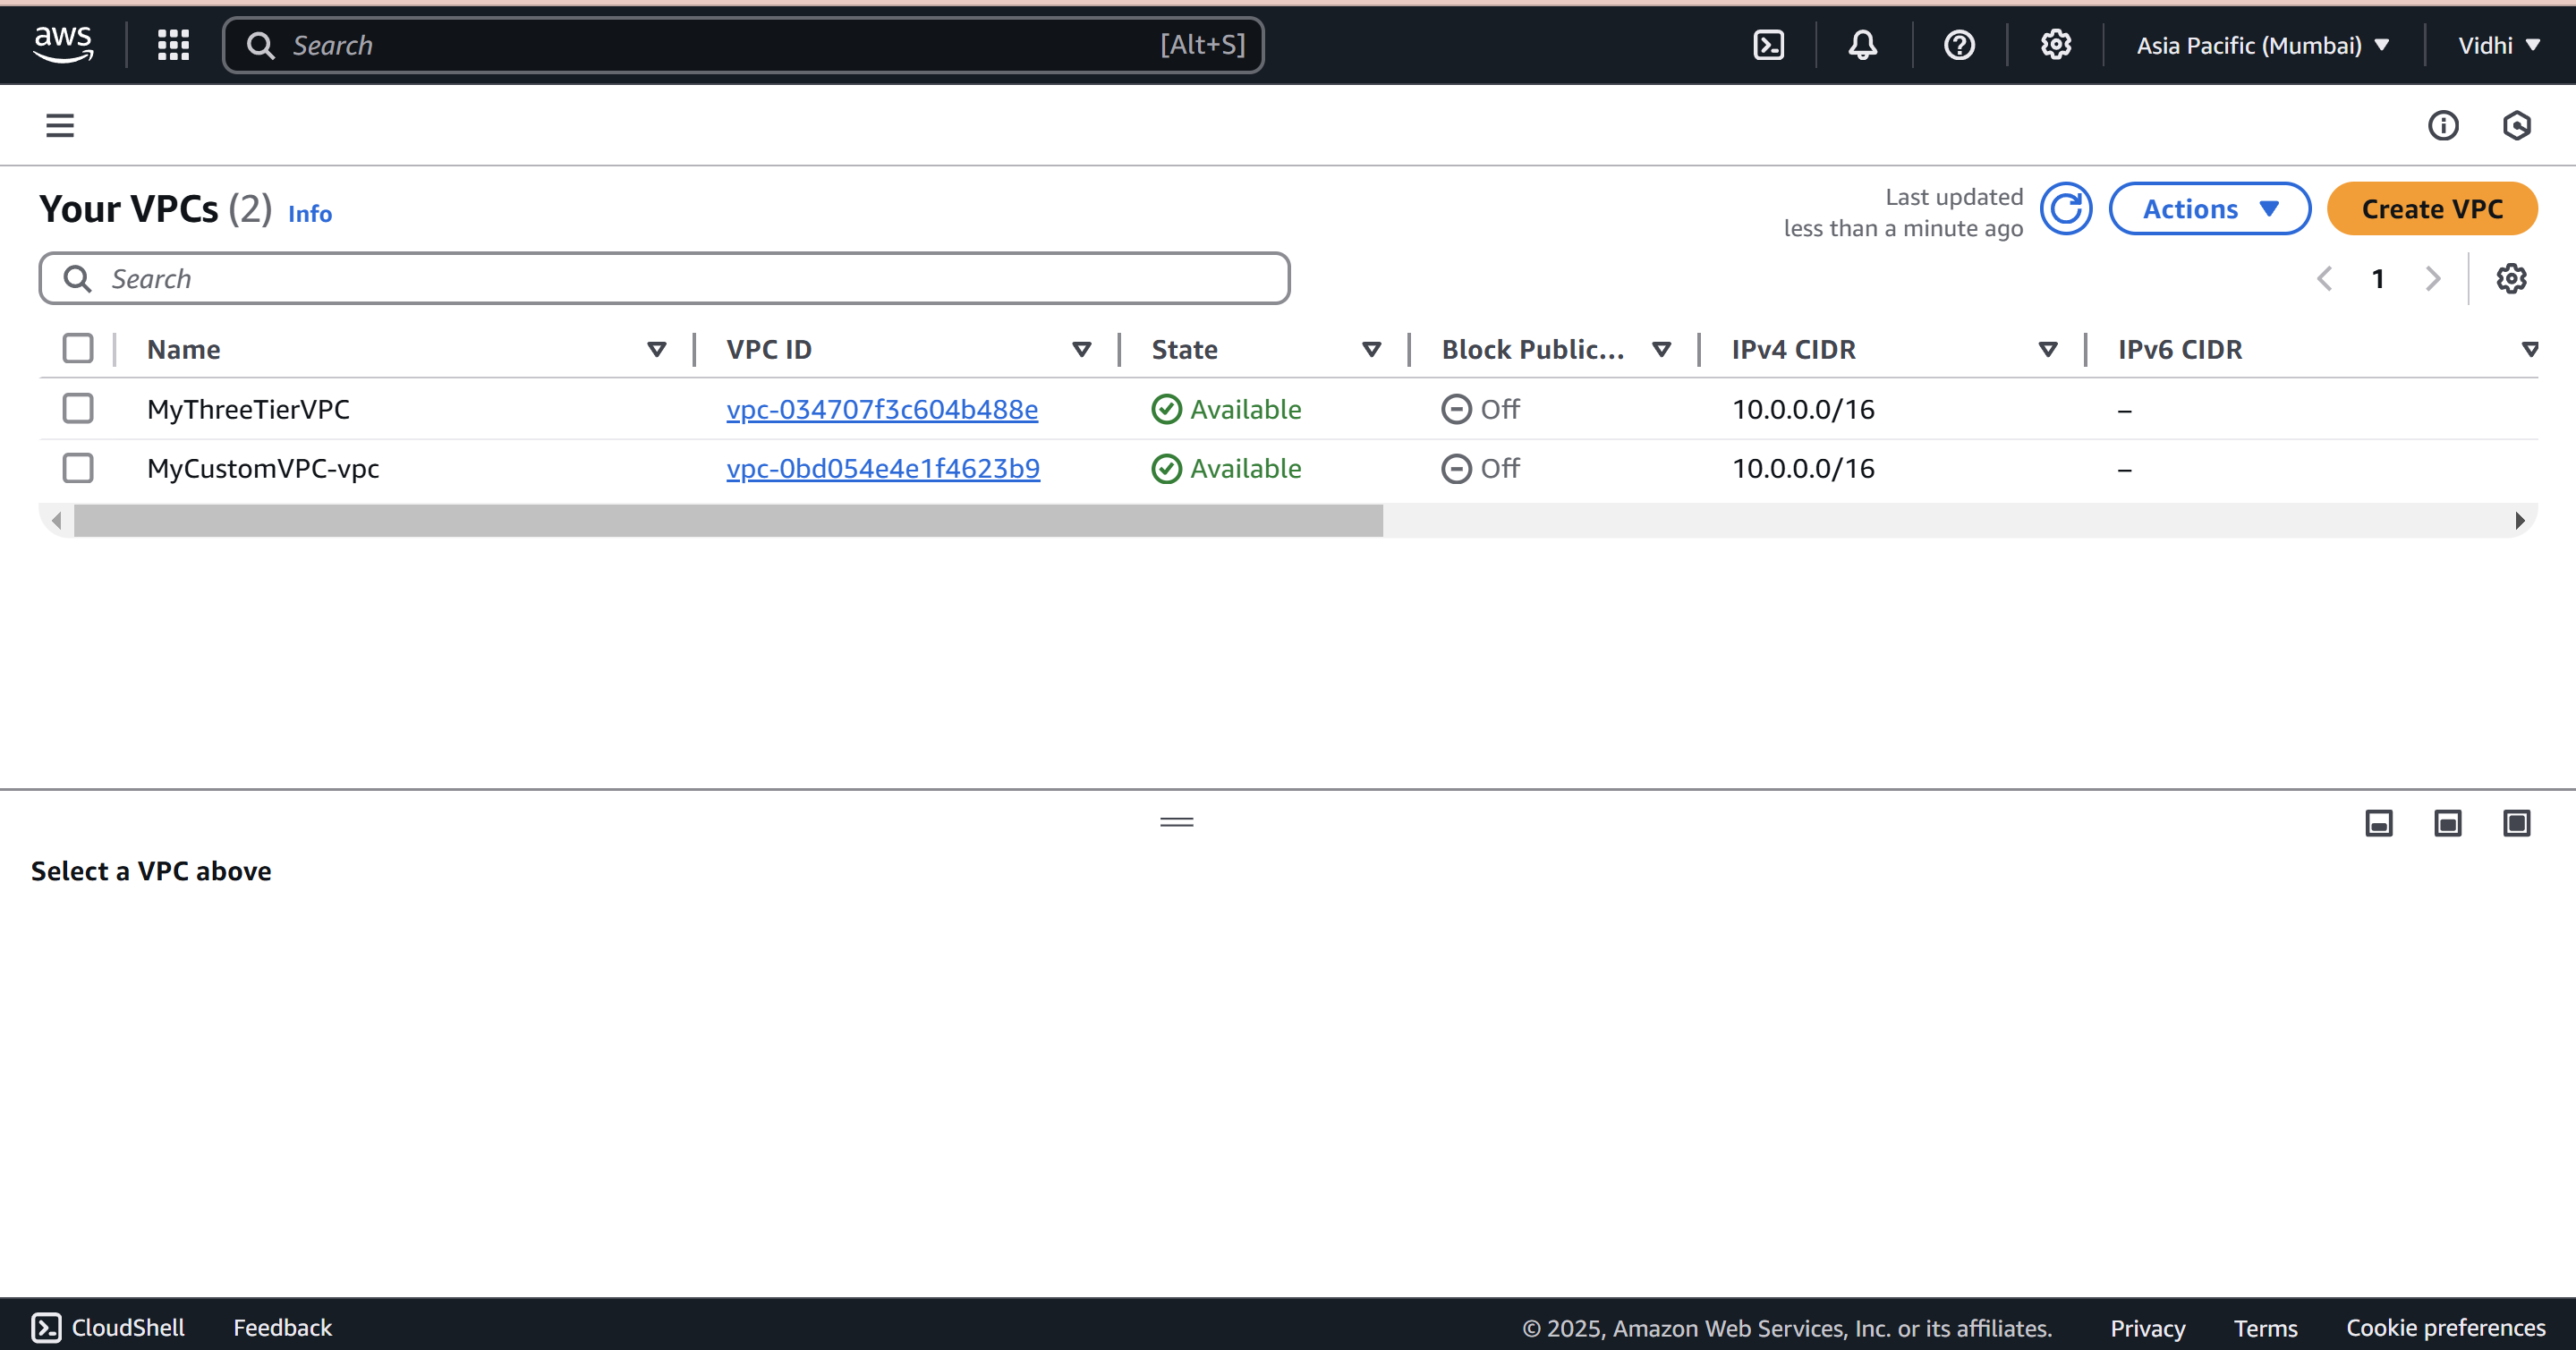 aws Search [Alt+S] Asia Pacific (Mumbai) Vidhi
Your VPCs (2) Info
Last updated
less than a minute ago
Actions
Create VPC
Search
1
Name VPC ID State Block Public... IPv4 CIDR IPv6 CIDR
MyThreeTierVPC vpc-034707f3c604b488e Available Off 10.0.0.0/16 –
MyCustomVPC-vpc vpc-0bd054e4e1f4623b9 Available Off 10.0.0.0/16 –
Select a VPC above
CloudShell Feedback © 2025, Amazon Web Services, Inc. or its affiliates. Privacy Terms Cookie preferences